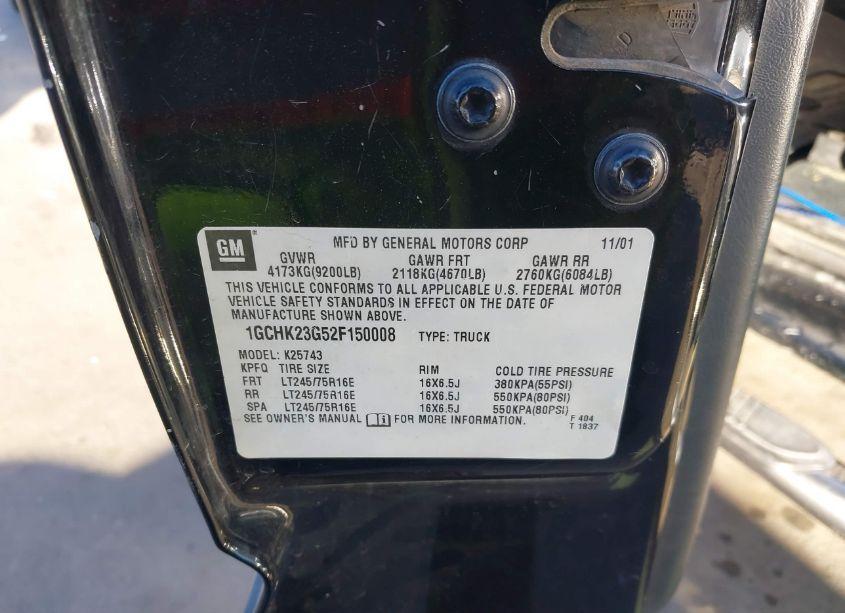 D
GM
MFD BY GENERAL MOTORS CORP 11/01
GVWR GAWR FRT GAWR RR
4173KG(9200LB) 2118KG(4670LB) 2760KG(6084LB)
THIS VEHICLE CONFORMS TO ALL APPLICABLE U.S. FEDERAL MOTOR
VEHICLE SAFETY STANDARDS IN EFFECT ON THE DATE OF
MANUFACTURE SHOWN ABOVE.
1GCHK23G52F150008 TYPE: TRUCK
MODEL: K25743
KPFQ TIRE SIZE RIM COLD TIRE PRESSURE
FRT LT245/75R16E 16X6.5J 380KPA(55PSI)
RR LT245/75R16E 16X6.5J 550KPA(80PSI)
SPA LT245/75R16E 16X6.5J 550KPA(80PSI)
SEE OWNER'S MANUAL FOR MORE INFORMATION. F 404
T 1837